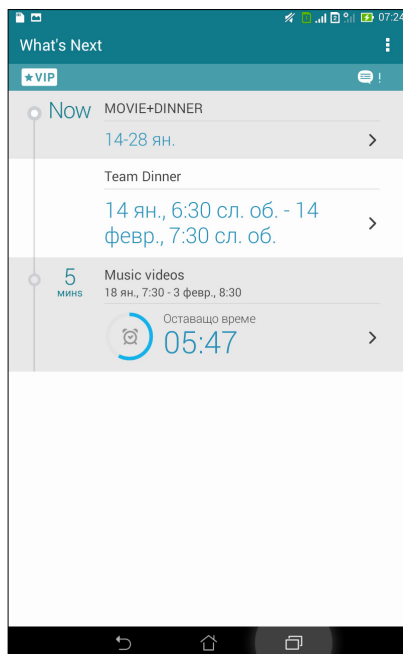 07:24
What's Next
VIP
!
Now
MOVIE+DINNER
14-28 ян.
Team Dinner
14 ян., 6:30 сл. об. - 14
февр., 7:30 сл. об.
5
минs
Music videos
18 ян., 7:30 - 3 февр., 8:30
Оставащо време
05:47